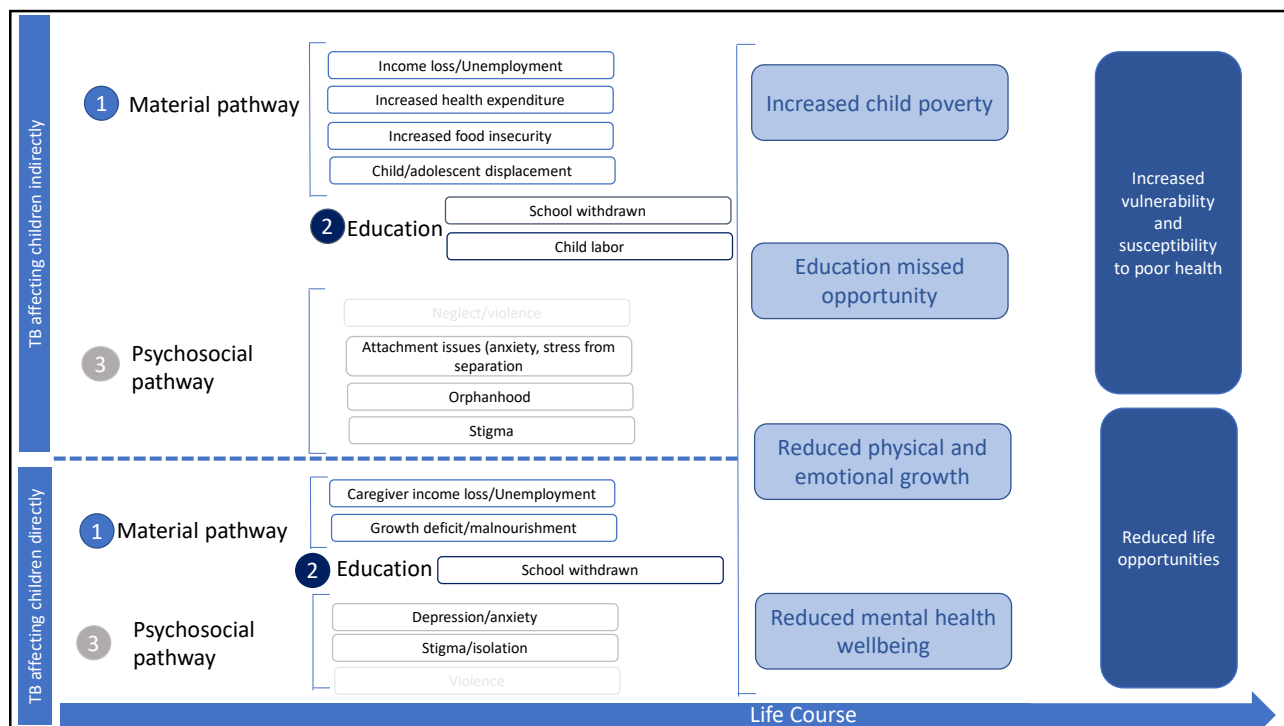 TB affecting children indirectly
1 Material pathway
Income loss/Unemployment
Increased health expenditure
Increased food insecurity
Child/adolescent displacement
2 Education
School withdrawn
Child labor
3 Psychosocial
pathway
Neglect/violence
Attachment issues (anxiety, stress from
separation
Orphanhood
Stigma
TB affecting children directly
1 Material pathway
Caregiver income loss/Unemployment
Growth deficit/malnourishment
2 Education
School withdrawn
3 Psychosocial
pathway
Depression/anxiety
Stigma/isolation
Violence
Increased child poverty
Education missed
opportunity
Reduced physical and
emotional growth
Reduced mental health
wellbeing
Increased
vulnerability
and
susceptibility
to poor health
Reduced life
opportunities
Life Course